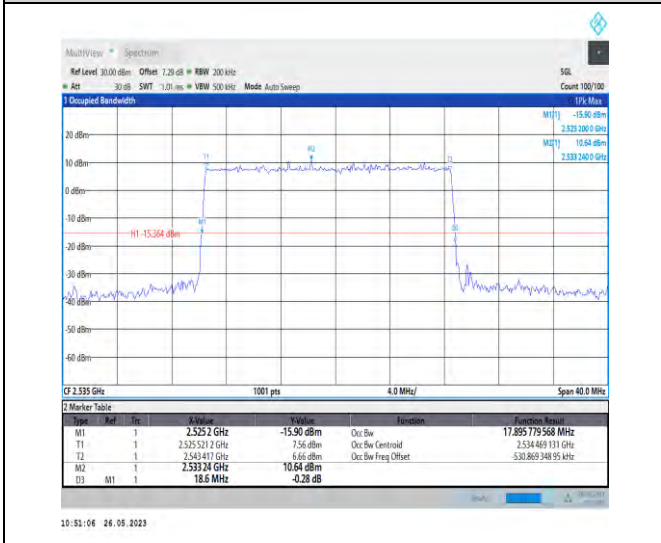 MultiView Spectrum
Ref Level 30.00 dBm Offset 7.29 dB RBW 200 kHz SGL
Att 30 dB SWT 1.01 ms VBW 500 kHz Mode Auto Sweep Count 100/100
1 Occupied Bandwidth 1Pk Max
M1[1] -15.90 dBm
2.525 200 0 GHz
M2[1] 10.64 dBm
2.533 240 0 GHz
20 dBm
10 dBm
0 dBm
-10 dBm
-20 dBm
-30 dBm
-40 dBm
-50 dBm
-60 dBm
T1
M2
T2
M1
H1 -15.364 dBm
D3
CF 2.535 GHz 1001 pts 4.0 MHz/ Span 40.0 MHz
2 Marker Table
Type Ref Trc X-Value Y-Value Function Function Result
M1 1 2.5252 GHz -15.90 dBm Occ Bw 17.895 779 568 MHz
T1 1 2.525 521 2 GHz 7.56 dBm Occ Bw Centroid 2.534 469 131 GHz
T2 1 2.543 417 GHz 6.66 dBm Occ Bw Freq Offset -530.869 348 95 kHz
M2 1 2.533 24 GHz 10.64 dBm
D3 M1 1 18.6 MHz -0.28 dB
10:51:06 26.05.2023